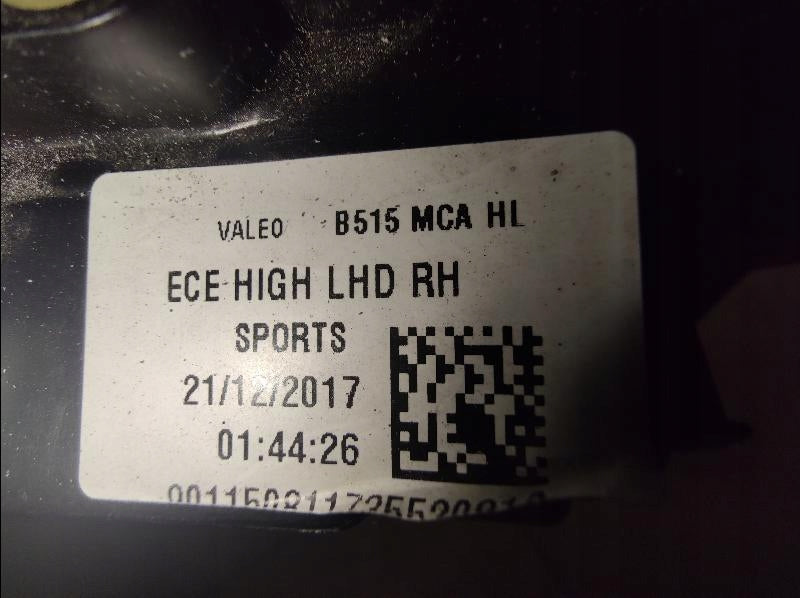 VALEO B515 MCA HL
ECE HIGH LHD RH
SPORTS
21/12/2017
01:44:26